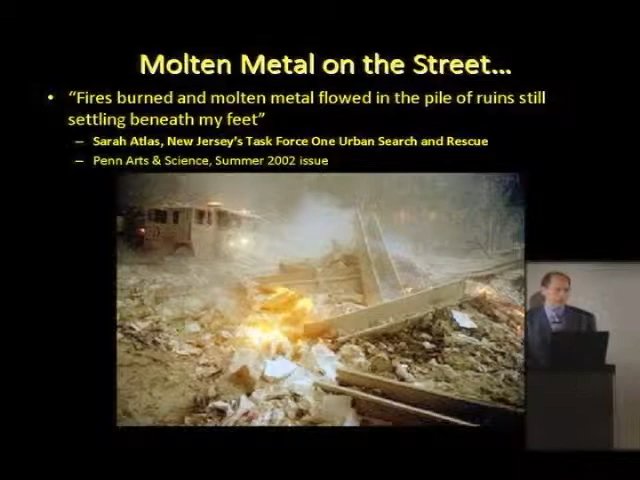 Molten Metal on the Street...
• “Fires burned and molten metal flowed in the pile of ruins still
settling beneath my feet”
– Sarah Atlas, New Jersey’s Task Force One Urban Search and Rescue
– Penn Arts & Science, Summer 2002 issue